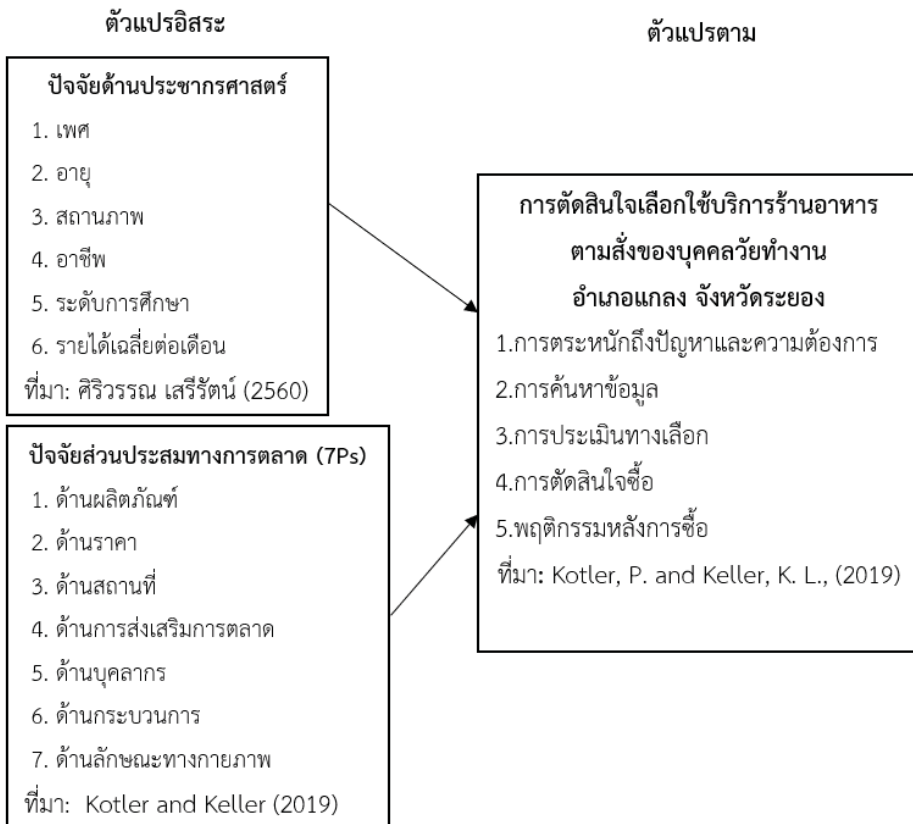 ตัวแปรอิสระ
ตัวแปรตาม
ปัจจัยด้านประชากรศาสตร์
1. เพศ
2. อายุ
3. สถานภาพ
4. อาชีพ
5. ระดับการศึกษา
6. รายได้เฉลี่ยต่อเดือน
ที่มา: ศิริวรรณ เสรีรัตน์ (2560)
ปัจจัยส่วนประสมทางการตลาด (7Ps)
1. ด้านผลิตภัณฑ์
2. ด้านราคา
3. ด้านสถานที่
4. ด้านการส่งเสริมการตลาด
5. ด้านบุคลากร
6. ด้านกระบวนการ
7. ด้านลักษณะทางกายภาพ
ที่มา: Kotler and Keller (2019)
การตัดสินใจเลือกใช้บริการร้านอาหาร
ตามสั่งของบุคคลวัยทำงาน
อำเภอแกลง จังหวัดระยอง
1.การตระหนักถึงปัญหาและความต้องการ
2.การค้นหาข้อมูล
3.การประเมินทางเลือก
4.การตัดสินใจซื้อ
5.พฤติกรรมหลังการซื้อ
ที่มา: Kotler, P. and Keller, K. L., (2019)